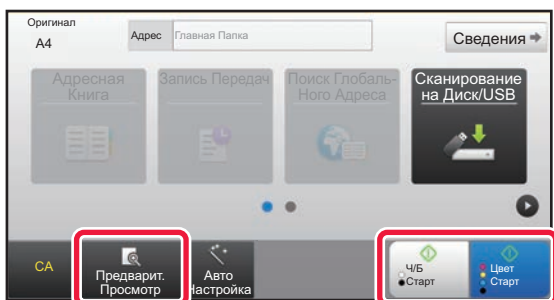 Оригинал
A4
Адрес
Главная Папка
Сведения
Адресная
Книга
Запись Передач
Поиск Глобаль-
Ного Адреса
Сканирование
на Диск/USB
CA
Предварит.
Просмотр
Авто
Настройка
Ч/Б
Старт
Цвет
Старт